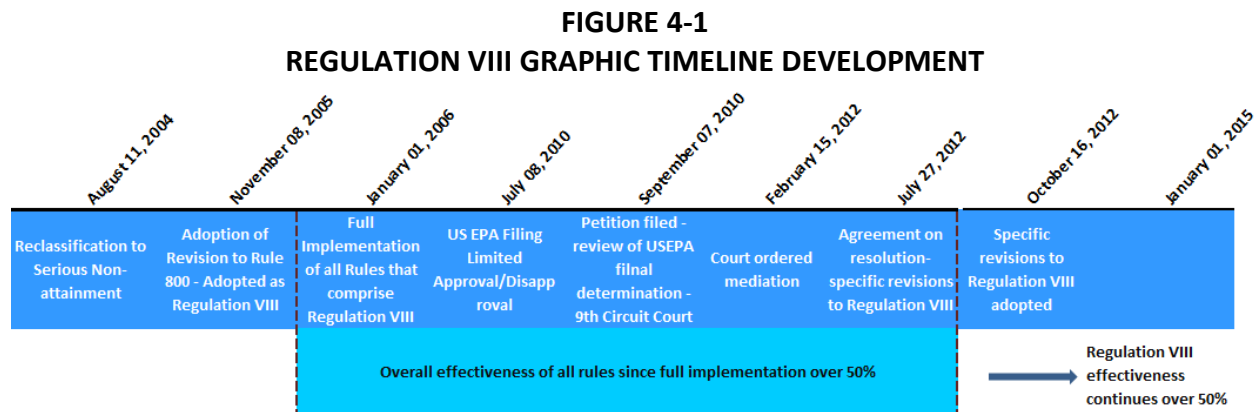 FIGURE 4-1
REGULATION VIII GRAPHIC TIMELINE DEVELOPMENT
August 11, 2004
November 08, 2005
January 01, 2006
July 08, 2010
September 07, 2010
February 15, 2012
July 27, 2012
October 16, 2012
January 01, 2015
Reclassification to
Serious Non-
attainment
Adoption of
Revision to Rule
800 - Adopted as
Regulation VIII
Full
Implementation
of all Rules that
comprise
Regulation VIII
US EPA Filing
Limited
Approval/Disapp
roval
Petition filed -
review of USEPA
filnal
determination -
9th Circuit Court
Court ordered
mediation
Agreement on
resolution-
specific revisions
to Regulation VIII
Specific
revisions to
Regulation VIII
adopted
Overall effectiveness of all rules since full implementation over 50%
Regulation VIII
effectiveness
continues over 50%